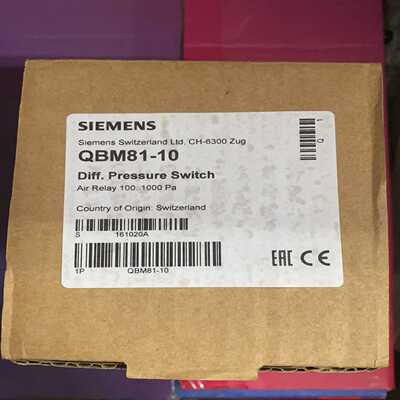 SIEMENS
Siemens Switzerland Ltd, CH-6300 Zug
QBM81-10
Diff. Pressure Switch
Air Relay 100..1000 Pa
Country of Origin: Switzerland
S 161020A
1P QBM81-10
Q 1
EAC CE